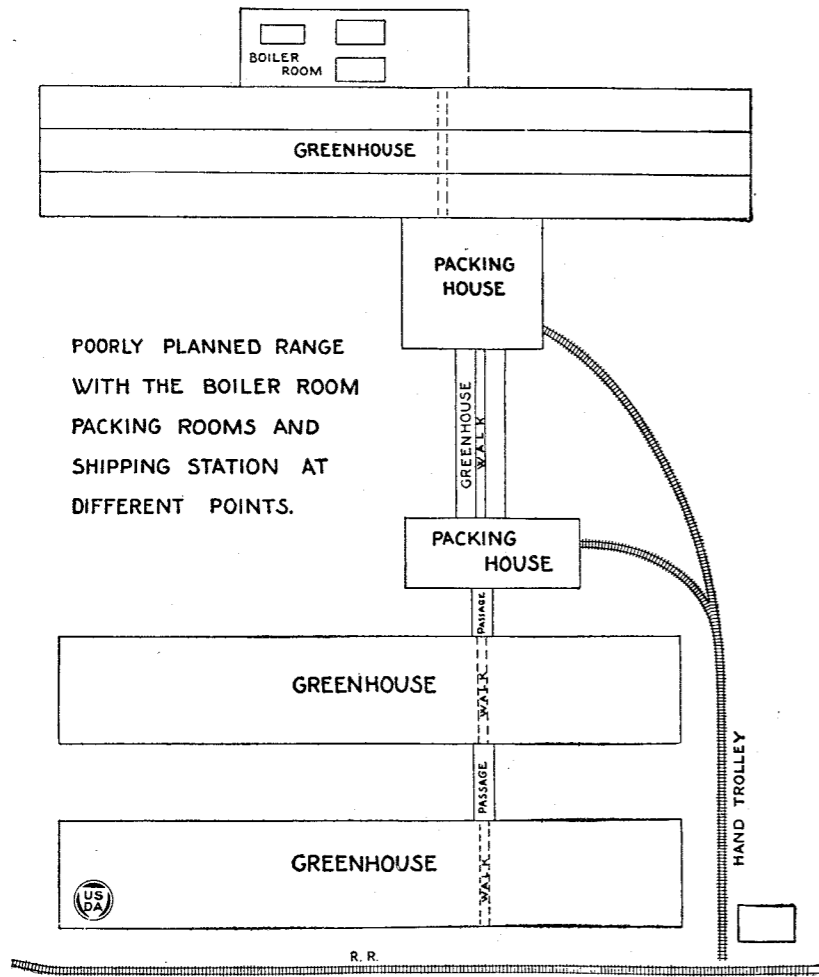 BOILER
ROOM
GREENHOUSE
PACKING
HOUSE
POORLY PLANNED RANGE
WITH THE BOILER ROOM
PACKING ROOMS AND
SHIPPING STATION AT
DIFFERENT POINTS.
GREENHOUSE
WALK
PACKING
HOUSE
PASSAGE
GREENHOUSE
WALK
PASSAGE
HAND TROLLEY
GREENHOUSE
WALK
US
DA
R. R.